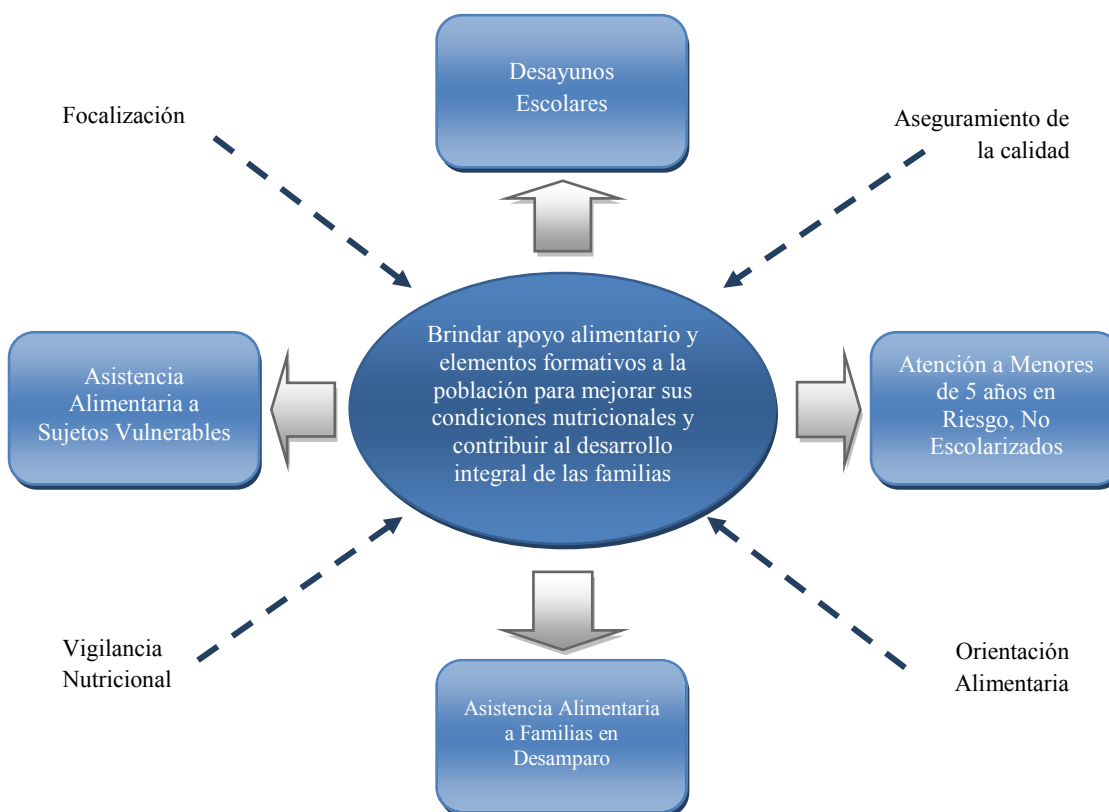 Desayunos
Escolares
Focalización
Aseguramiento de
la calidad
Brindar apoyo alimentario y
elementos formativos a la
población para mejorar sus
condiciones nutricionales y
contribuir al desarrollo
integral de las familias
Asistencia
Alimentaria a
Sujetos Vulnerables
Atención a Menores
de 5 años en
Riesgo, No
Escolarizados
Vigilancia
Nutricional
Orientación
Alimentaria
Asistencia Alimentaria
a Familias en
Desamparo